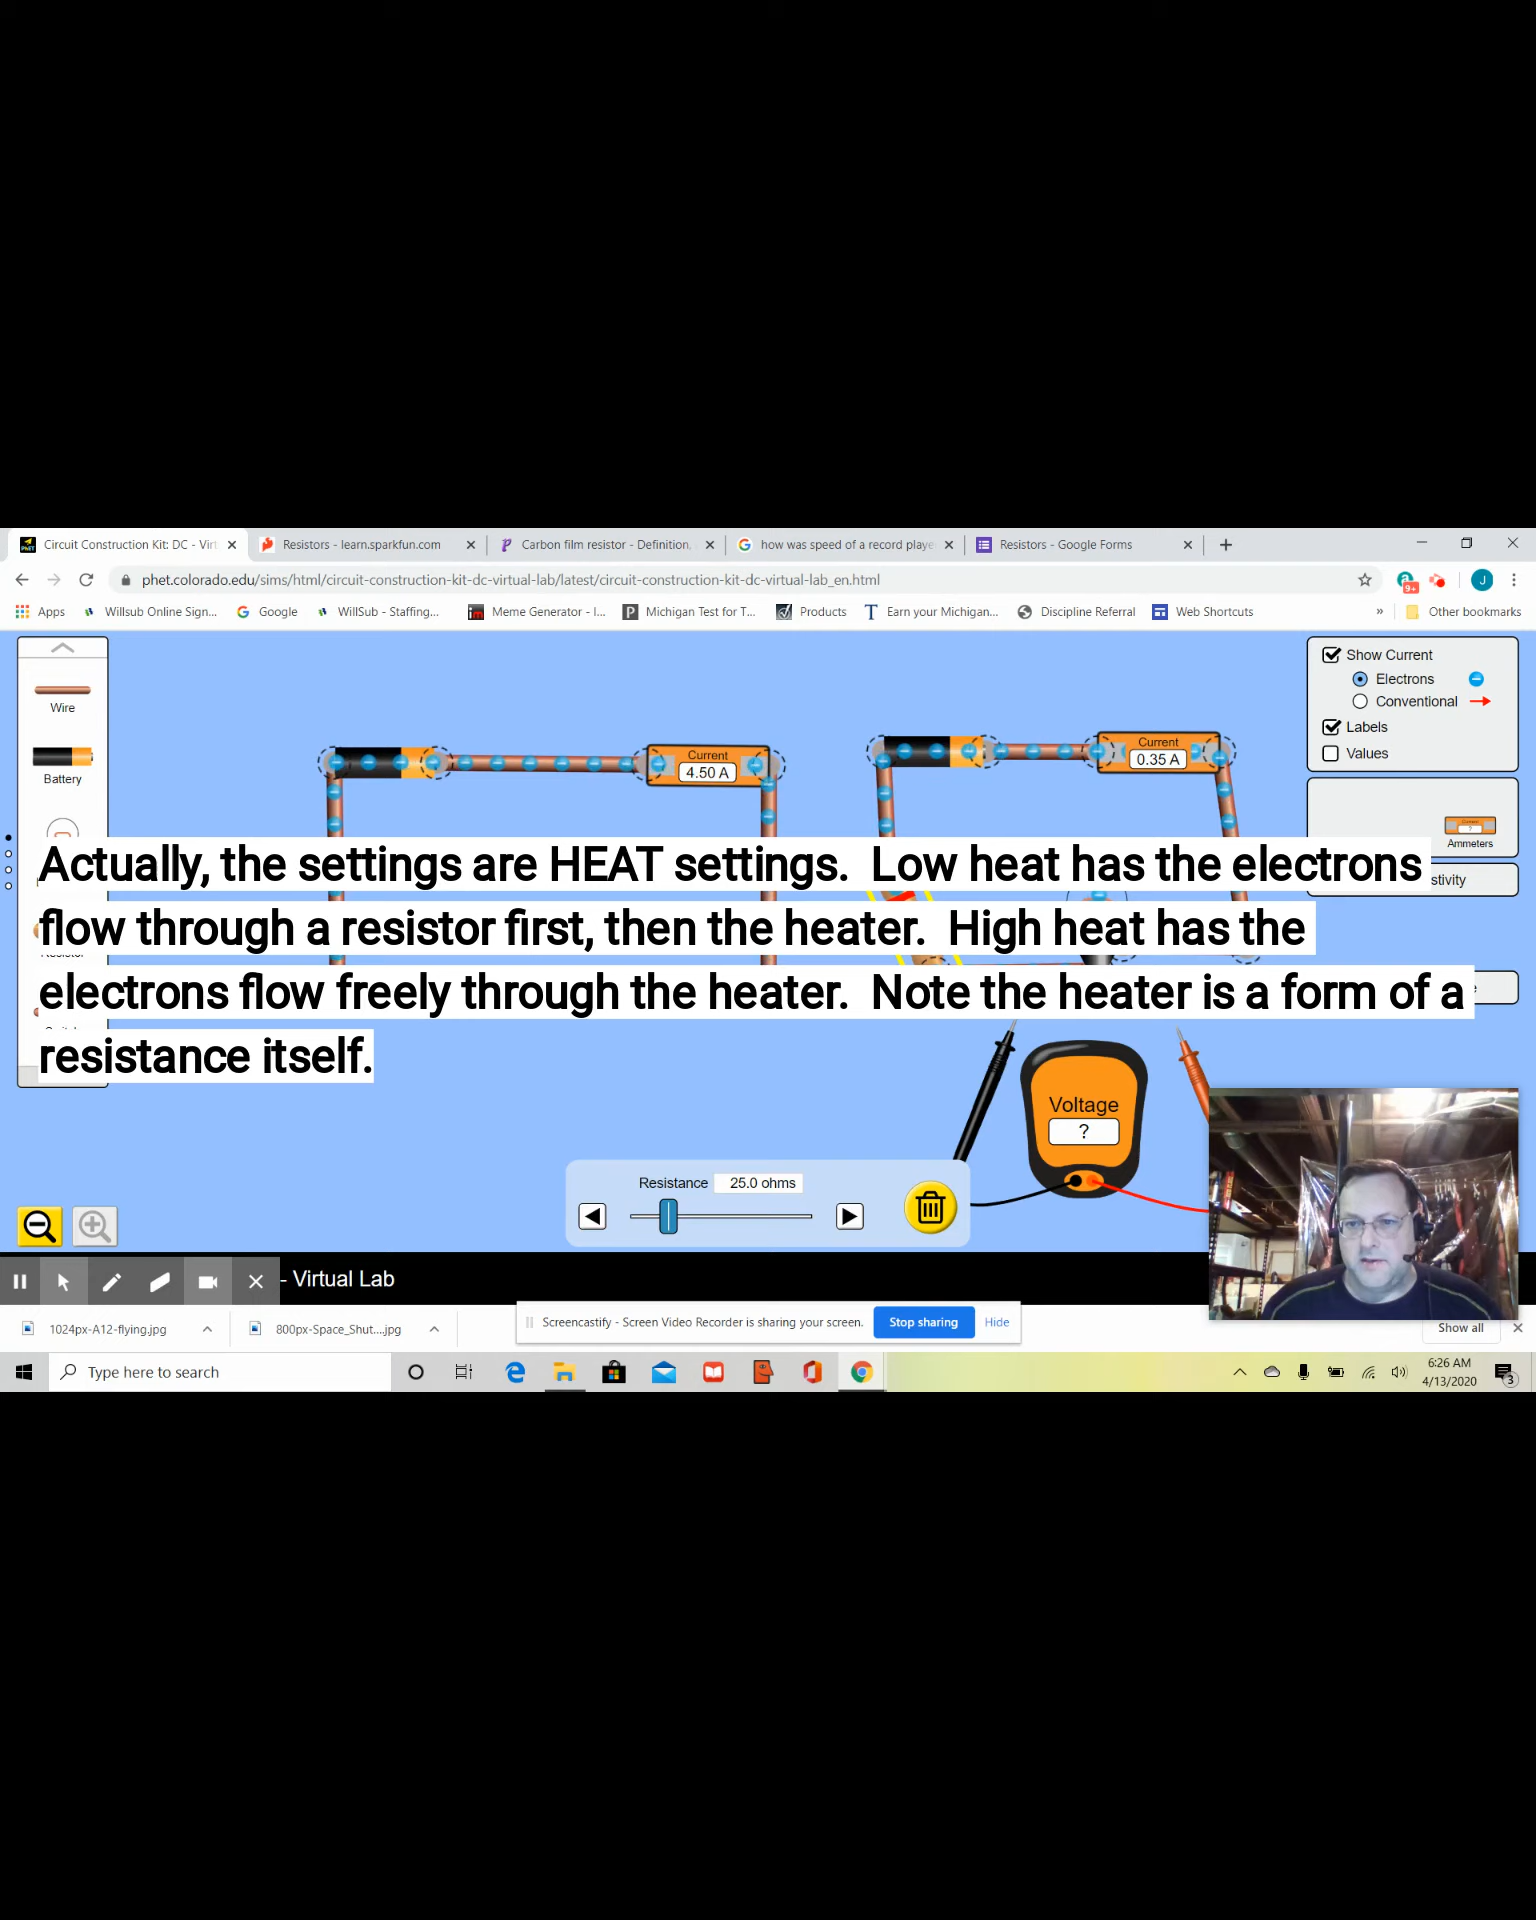 Circuit Construction Kit: DC - Virt
Resistors - learn.sparkfun.com
Carbon film resistor - Definition,
how was speed of a record playe
Resistors - Google Forms
phet.colorado.edu/sims/html/circuit-construction-kit-dc-virtual-lab/latest/circuit-construction-kit-dc-virtual-lab_en.html
9+
J
Apps
Willsub Online Sign...
Google
WillSub - Staffing...
Meme Generator - I...
Michigan Test for T...
Products
Earn your Michigan...
Discipline Referral
Web Shortcuts
»
Other bookmarks
Wire
Battery
Current
4.50 A
Current
0.35 A
Show Current
Electrons
Conventional
Labels
Values
Current
?
Ammeters
stivity
Actually, the settings are HEAT settings. Low heat has the electrons
flow through a resistor first, then the heater. High heat has the
electrons flow freely through the heater. Note the heater is a form of a
resistance itself.
Voltage
?
Resistance 25.0 ohms
- Virtual Lab
1024px-A12-flying.jpg
800px-Space_Shut....jpg
Screencastify - Screen Video Recorder is sharing your screen.
Stop sharing
Hide
Show all
Type here to search
6:26 AM
4/13/2020
3